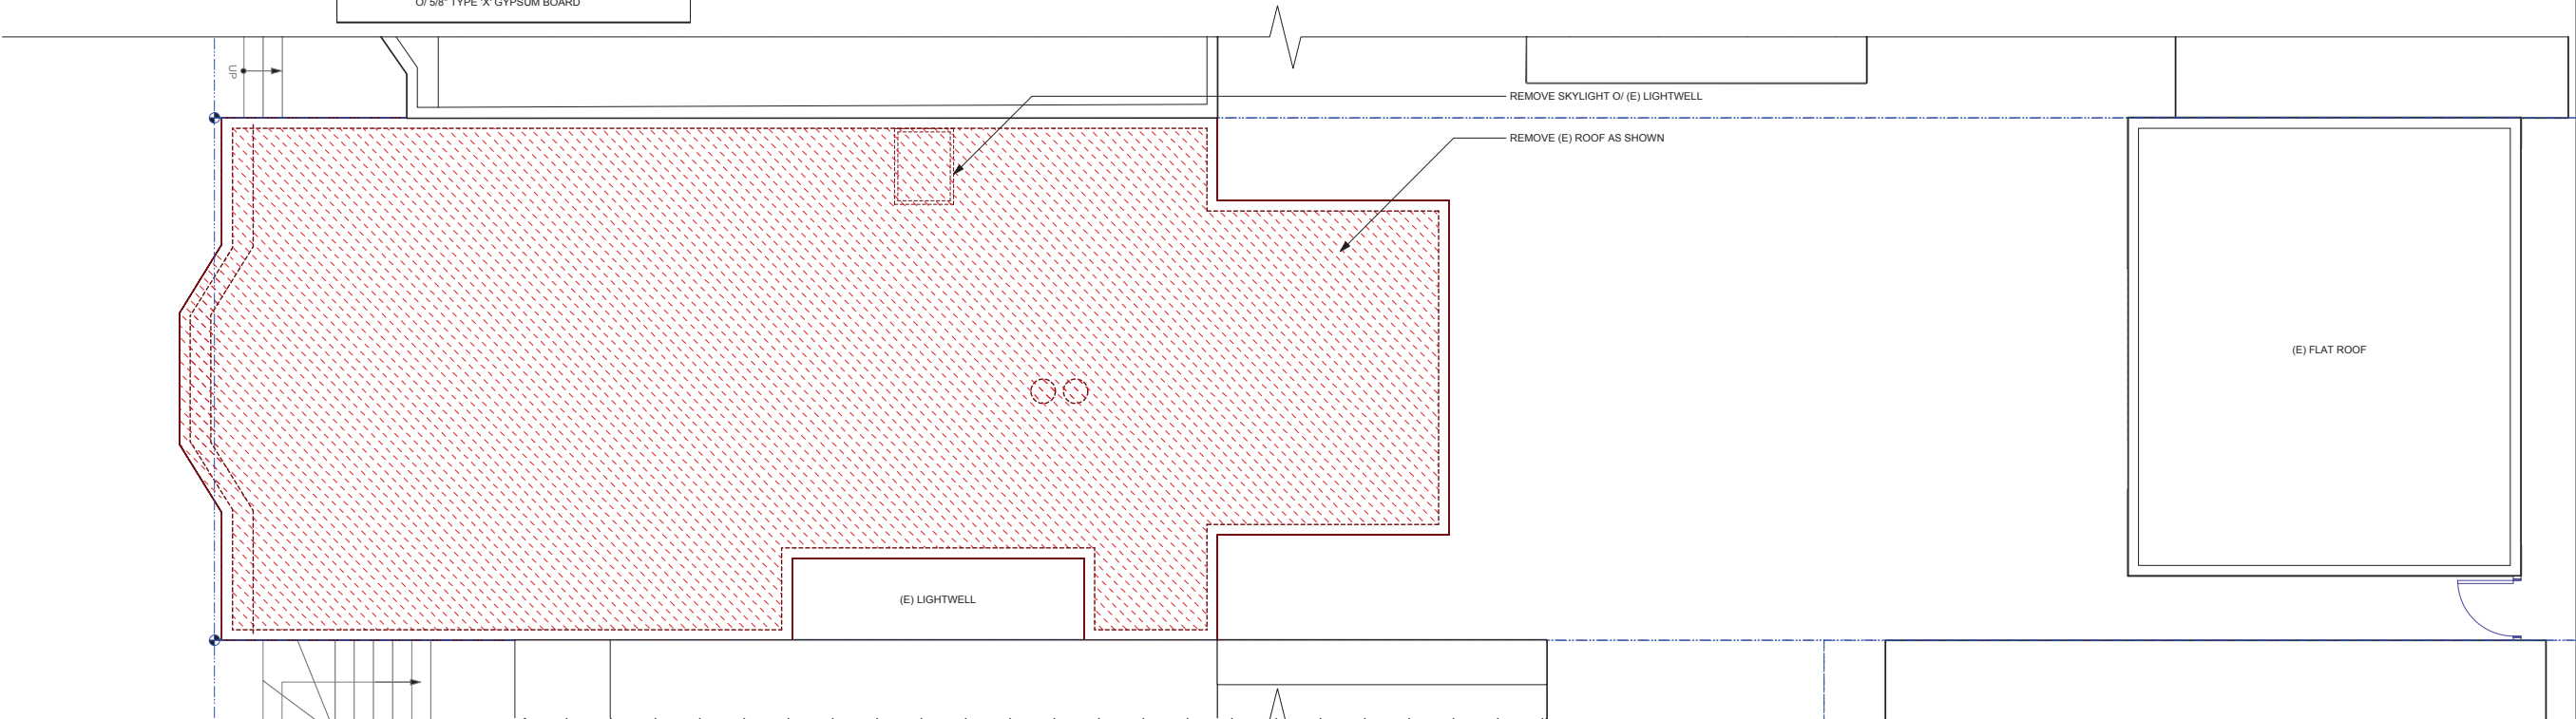 O/ 5/8" TYPE 'X' GYPSUM BOARD
UP
REMOVE SKYLIGHT O/ (E) LIGHTWELL
REMOVE (E) ROOF AS SHOWN
(E) FLAT ROOF
(E) LIGHTWELL